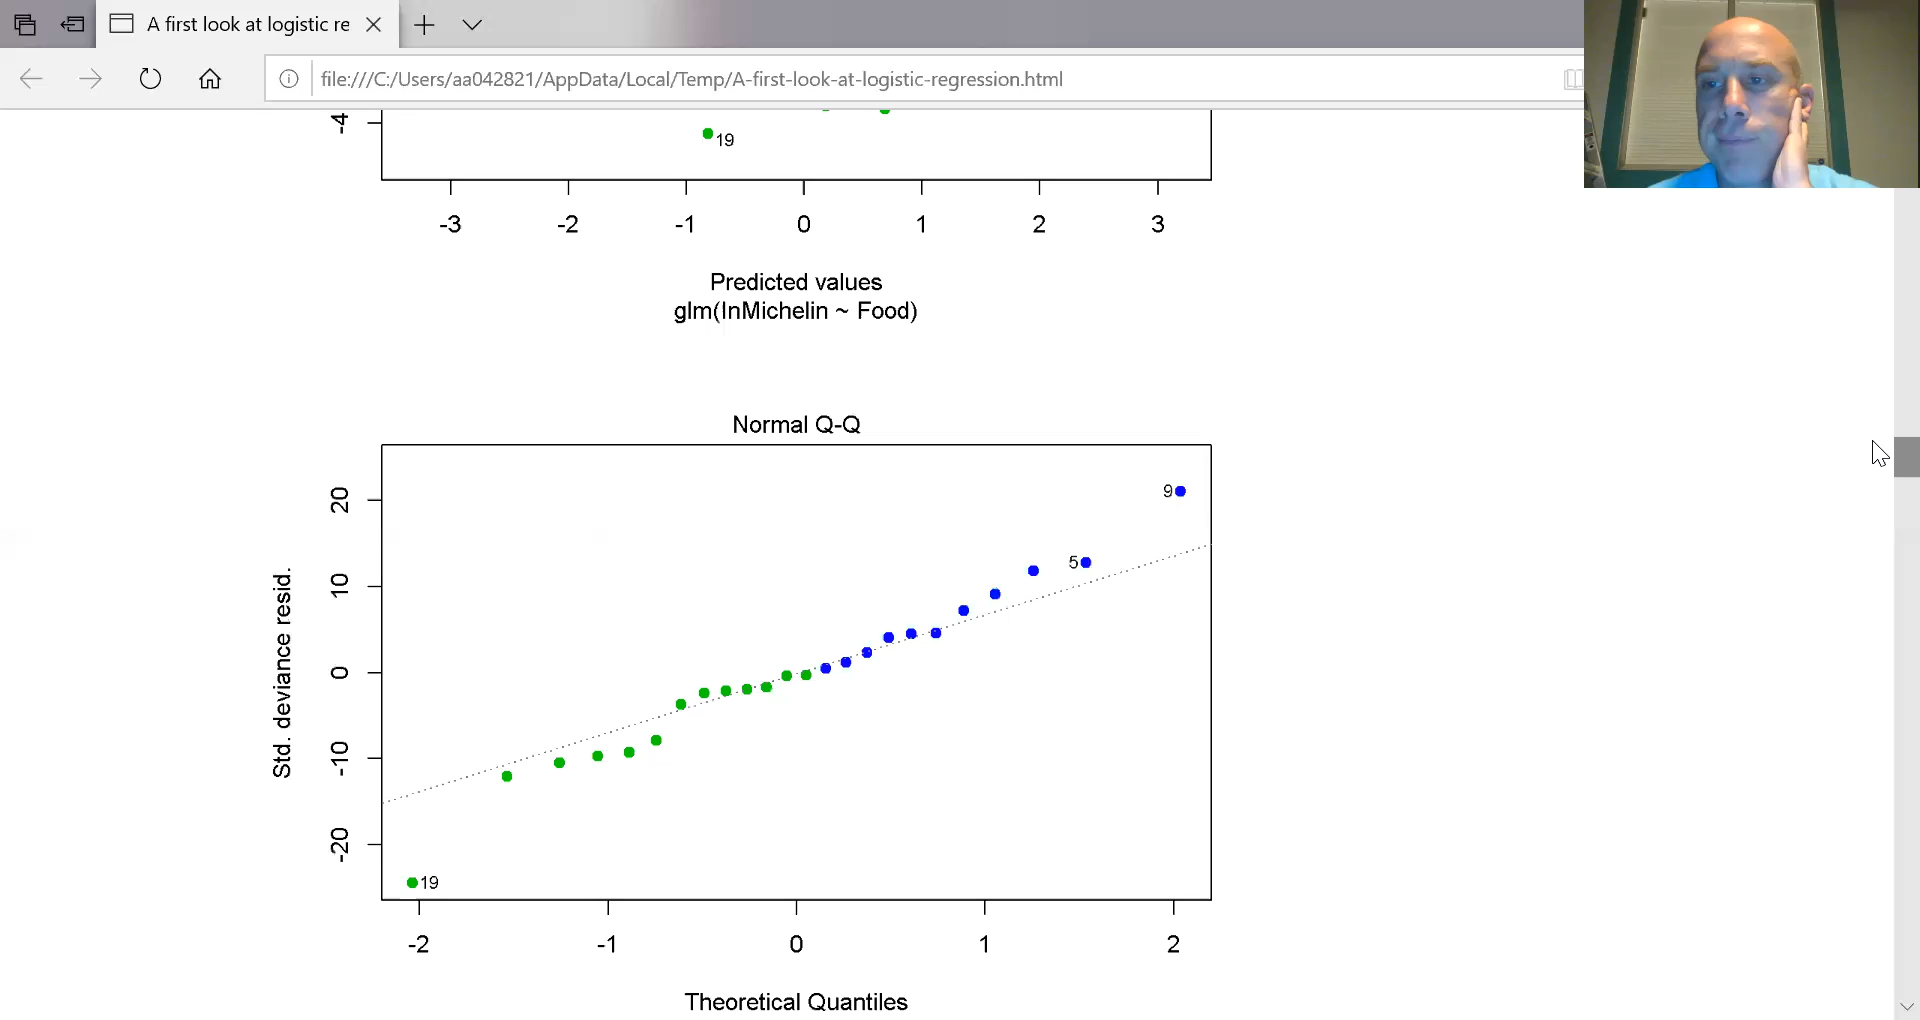 A first look at logistic re
file:///C:/Users/aa042821/AppData/Local/Temp/A-first-look-at-logistic-regression.html
-4
19
-3 -2 -1 0 1 2 3
Predicted values
glm(InMichelin ~ Food)
Normal Q-Q
20
10
0
-10
-20
Std. deviance resid.
9
5
19
-2 -1 0 1 2
Theoretical Quantiles